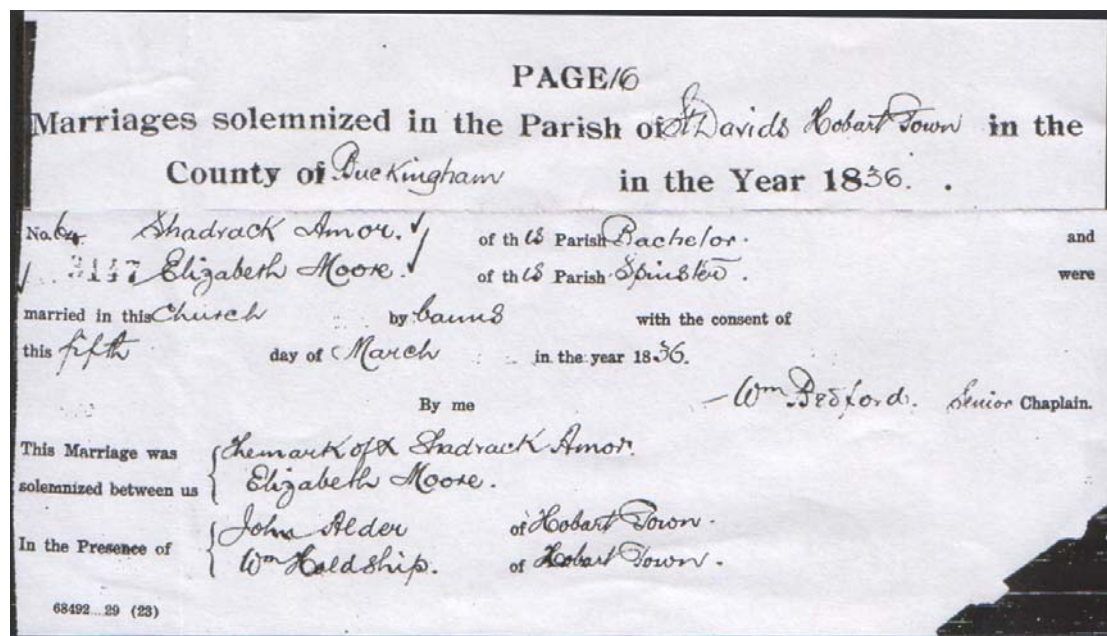 PAGE 16
Marriages solemnized in the Parish of St Davids Hobart Town in the
County of Buckingham in the Year 1836. .
No. Shadrack Amor. of this Parish Bachelor. and
3147 Elizabeth Moore. of this Parish Spinster. were
married in this Church by banns with the consent of
this fifth day of March in the year 1836.
By me Wm Bedford. Senior Chaplain.
This Marriage was { The mark of X Shadrack Amor.
solemnized between us { Elizabeth Moore.
In the Presence of { John Alder of Hobart Town.
Wm Holdship. of Hobart Town.
68492...29 (23)